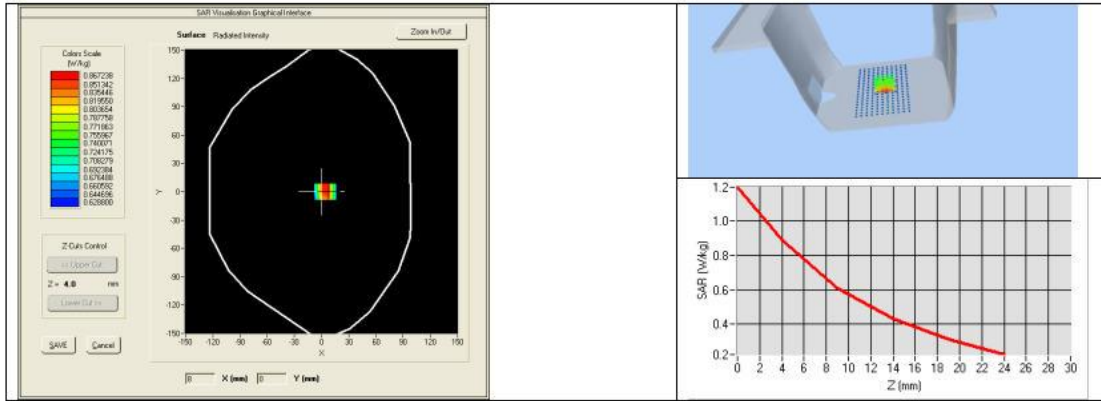 SAR Visualisation Graphical Interface
Surface Radiated Intensity
Zoom In/Out
Colors Scale
(W/kg)
0.867238
0.851342
0.835446
0.819550
0.803654
0.787758
0.771863
0.755967
0.740071
0.724175
0.708279
0.692384
0.676488
0.660592
0.644696
0.628800
150
120
90
60
30
0
-30
-60
-90
-120
-150
Y
-150 -120 -90 -60 -30 0 30 60 90 120 150
X
Z-Cuts Control
<< Upper Cut
Z = 4.0 mm
Lower Cut >>
SAVE Cancel
X (mm) 0 Y (mm)
1.2
1.0
0.8
0.6
0.4
0.2
SAR (W/kg)
0 2 4 6 8 10 12 14 16 18 20 22 24 26 28 30
Z (mm)